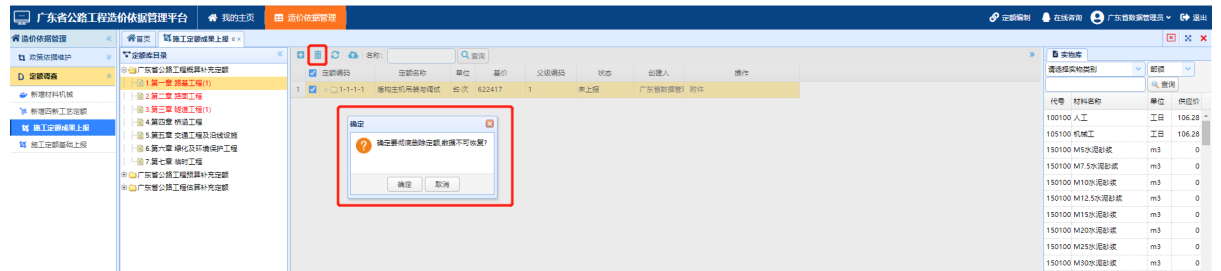 广东省公路工程造价依据管理平台 我的主页 造价依据管理 定额编制 在线咨询 广东省数据管理员 退出
造价依据管理
政策依据维护
定额调备
新增材料机械
新增四新工艺定额
施工定额成果上报
施工定额基础上报
首页 施工定额成果上报
定额库目录
广东省公路工程概算补充定额
1.第一章 路基工程(1)
2.第二章 路面工程
3.第三章 隧道工程(1)
4.第四章 桥涵工程
5.第五章 交通工程及沿线设施
6.第六章 绿化及环境保护工程
7.第七章 临时工程
广东省公路工程预算补充定额
广东省公路工程估算补充定额
名称: 查询
定额编码 定额名称 单位 基价 父级编码 状态 创建人 操作
1 1-1-1-1 盾构主机吊装与调试 台·次 622417 1 未上报 广东省数据管理 附件
确定
确定要彻底删除定额,数据不可恢复?
确定 取消
实物库
请选择实物类别 部颁
查询
代号 材料名称 单位 供应价
100100 人工 工日 106.28
105100 机械工 工日 106.28
150100 M5水泥砂浆 m3 0
150100 M7.5水泥砂浆 m3 0
150100 M10水泥砂浆 m3 0
150100 M12.5水泥砂浆 m3 0
150100 M15水泥砂浆 m3 0
150100 M20水泥砂浆 m3 0
150100 M25水泥砂浆 m3 0
150100 M30水泥砂浆 m3 0